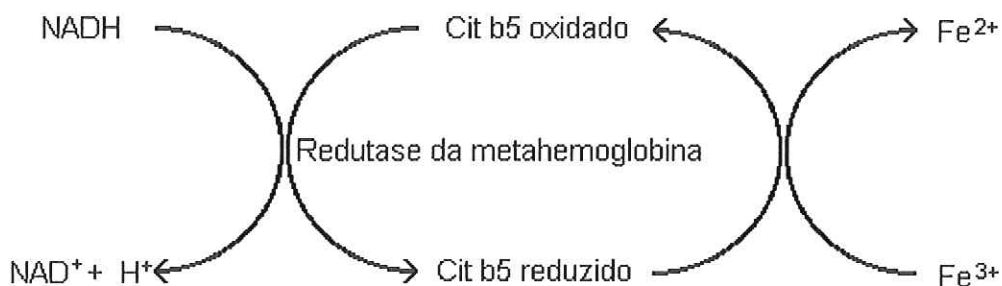 NADH Cit b5 oxidado Fe2+
Redutase da metahemoglobina
NAD+ + H+ Cit b5 reduzido Fe3+